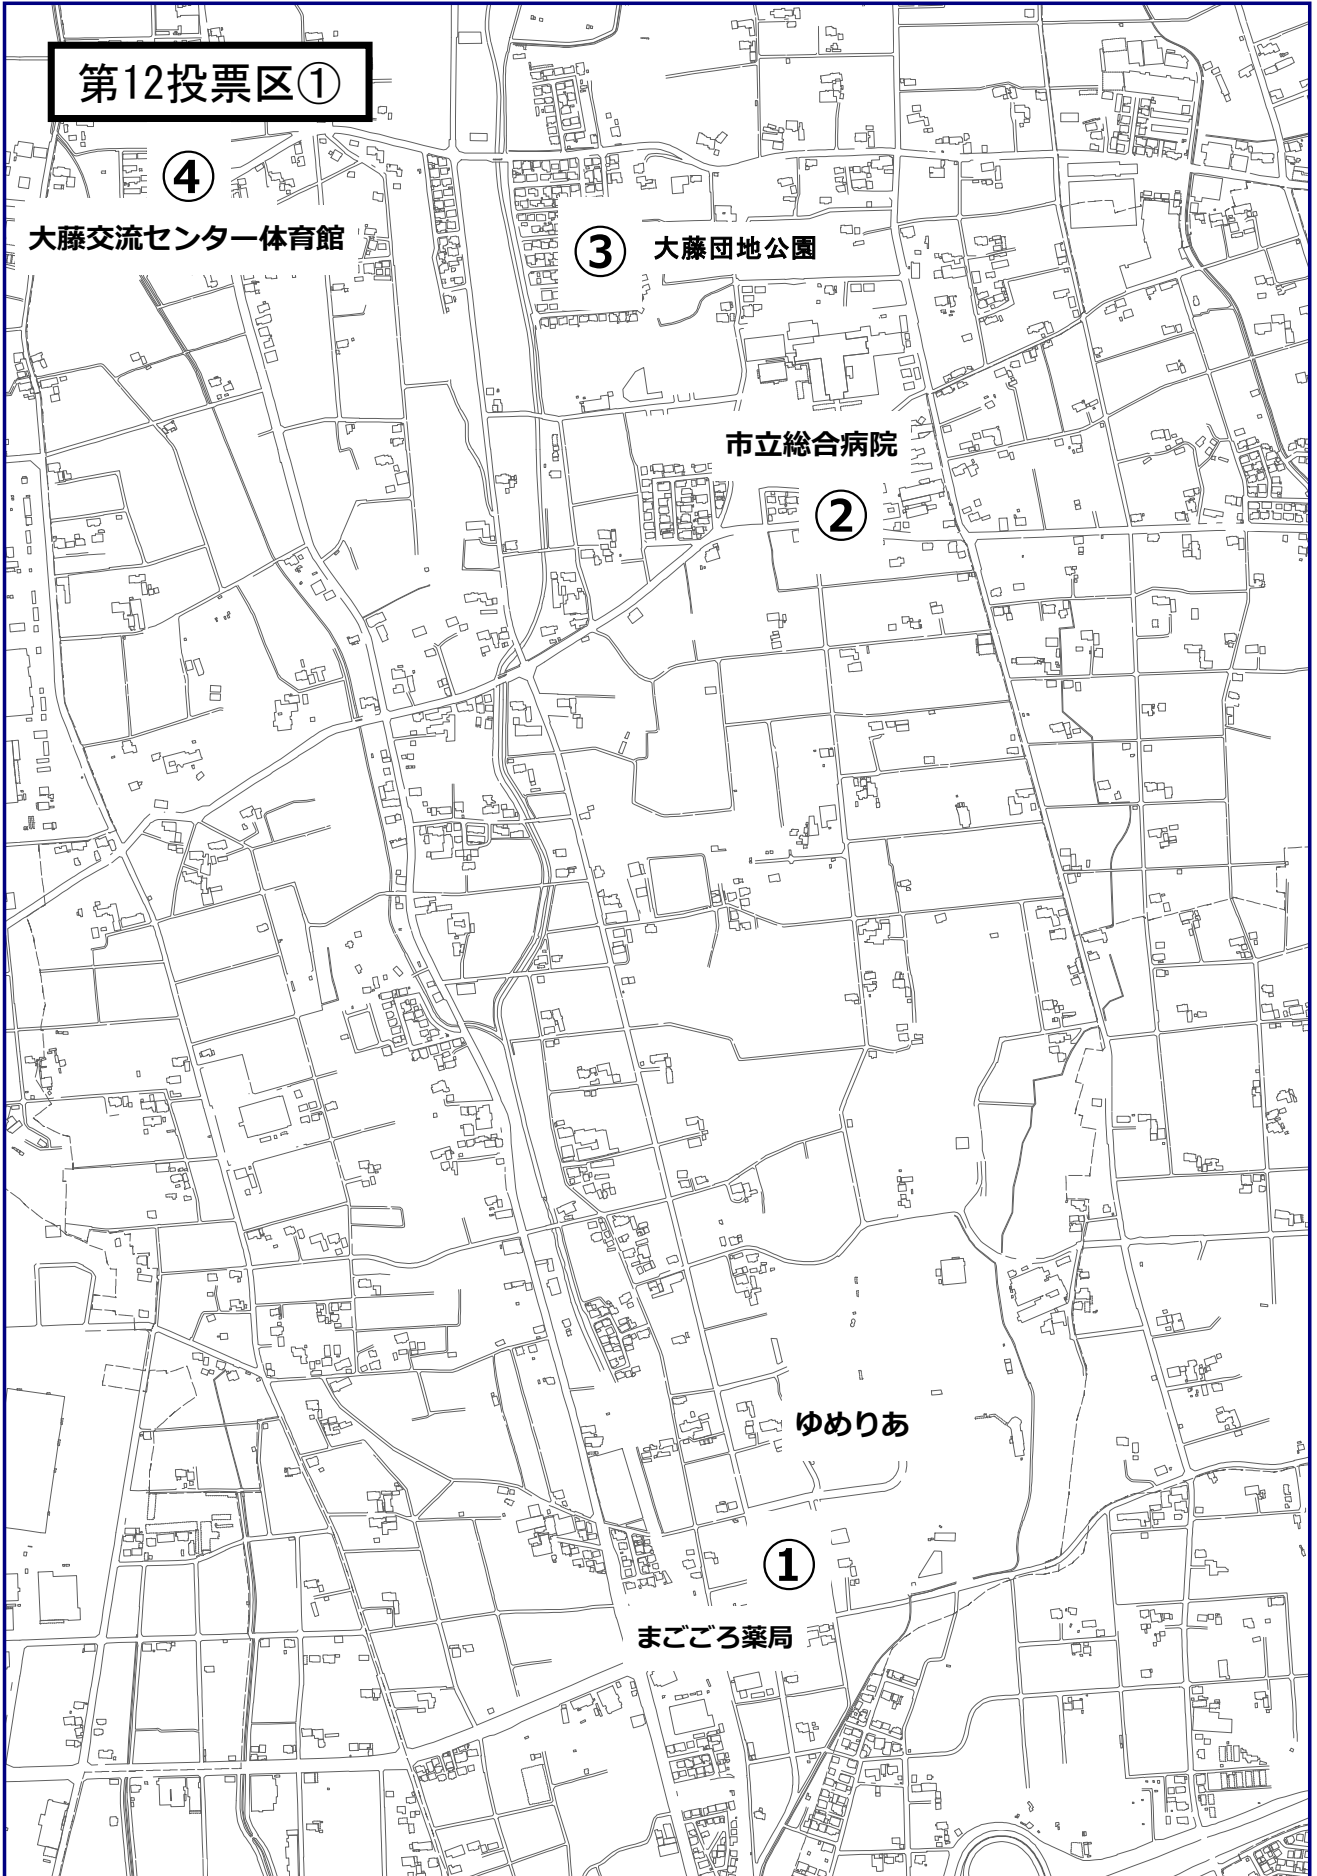 第12投票区①
④
大藤交流センター体育館
③ 大藤団地公園
市立総合病院
②
ゆめりあ
①
まごごろ薬局